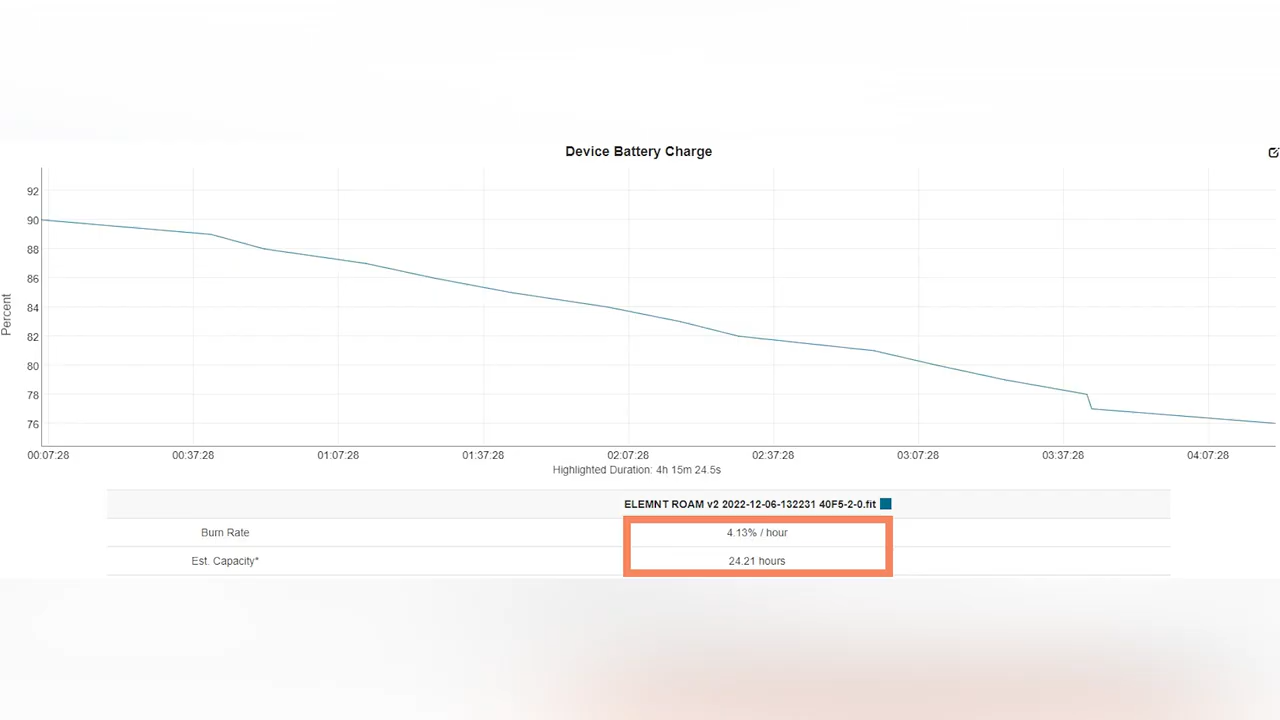 Device Battery Charge
Percent
92
90
88
86
84
82
80
78
76
00:07:28 00:37:28 01:07:28 01:37:28 02:07:28 02:37:28 03:07:28 03:37:28 04:07:28
Highlighted Duration: 4h 15m 24.5s
ELEMNT ROAM v2 2022-12-06-132231 40F5-2-0.fit
Burn Rate 4.13% / hour
Est. Capacity* 24.21 hours